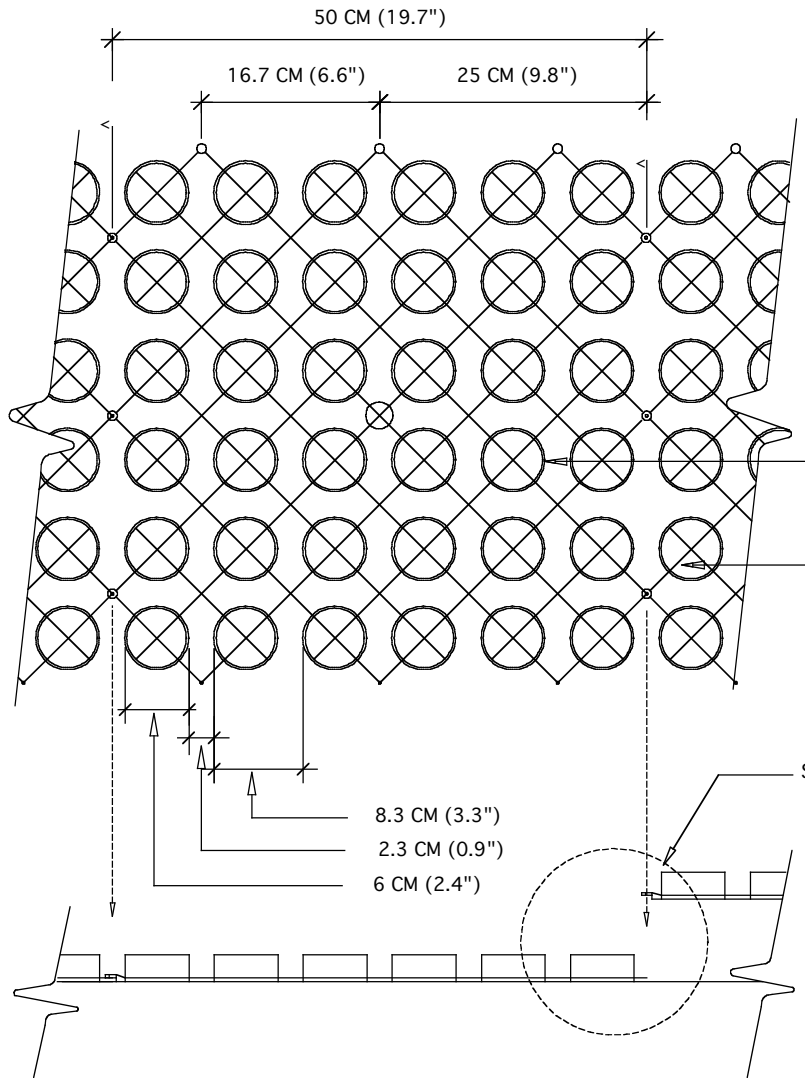 50 CM (19.7")
16.7 CM (6.6")
25 CM (9.8")
S
8.3 CM (3.3")
2.3 CM (0.9")
6 CM (2.4")